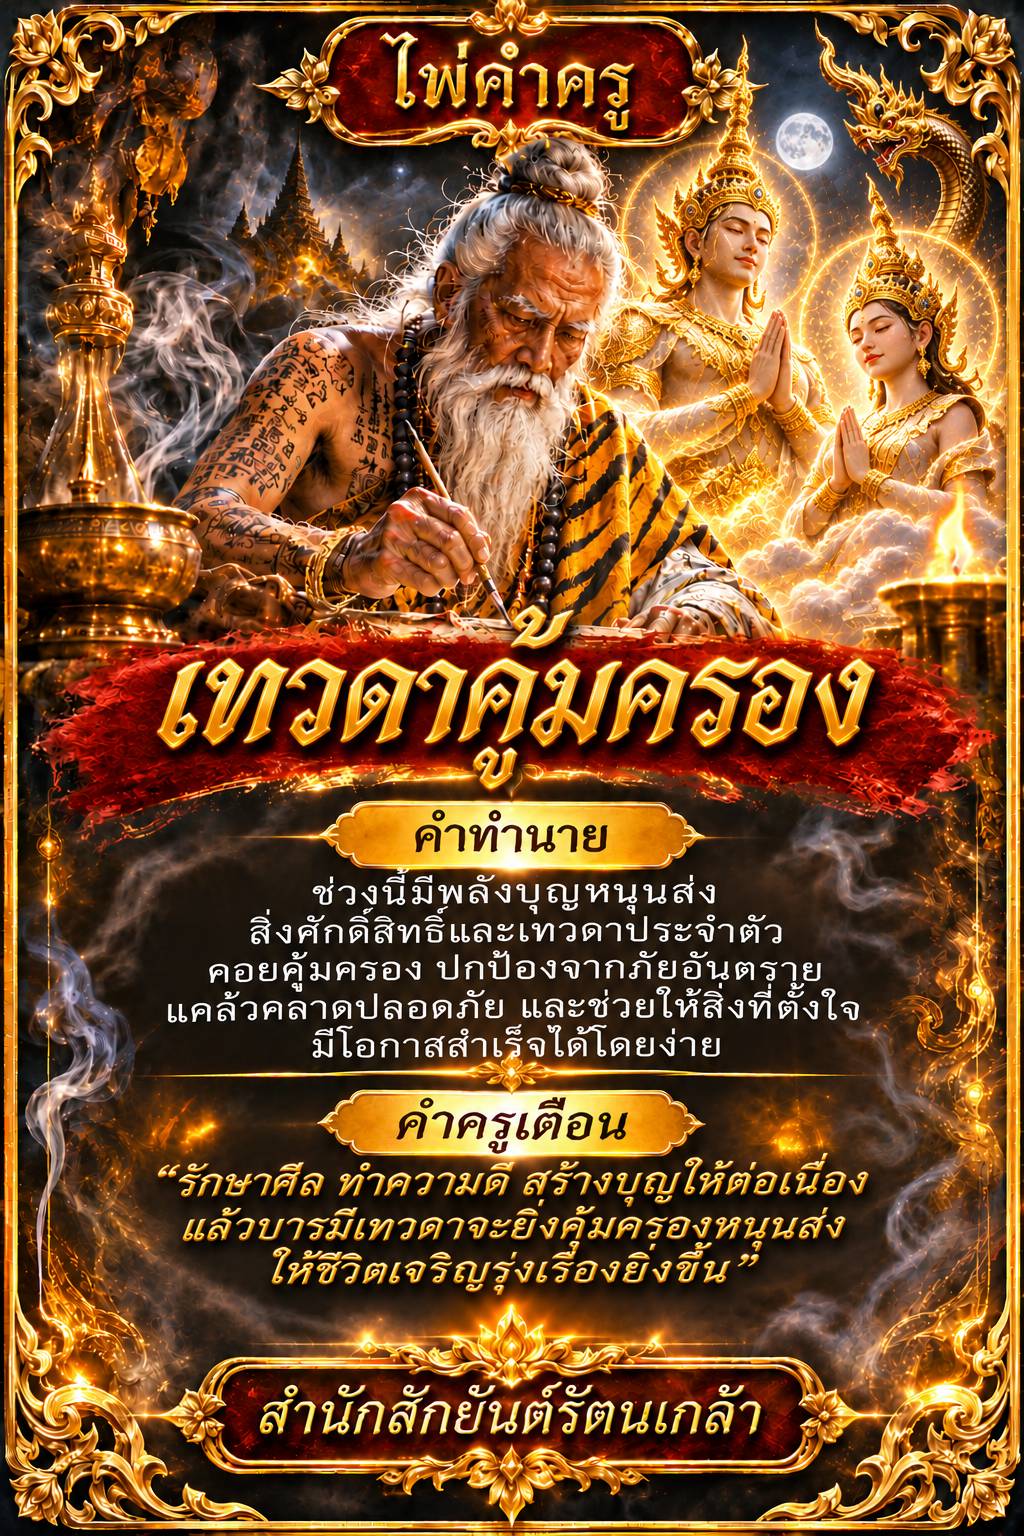 ไพ่คำครู
เทวดาคุ้มครอง
คำทำนาย
ช่วงนี้มีพลังบุญหนุนส่ง
สิ่งศักดิ์สิทธิ์และเทวดาประจำตัว
คอยคุ้มครอง ปกป้องจากภัยอันตราย
แคล้วคลาดปลอดภัย และช่วยให้สิ่งที่ตั้งใจ
มีโอกาสสำเร็จได้โดยง่าย
คำครูเตือน
“รักษาศีล ทำความดี สร้างบุญให้ต่อเนื่อง
แล้วบารมีเทวดาจะยิ่งคุ้มครองหนุนส่ง
ให้ชีวิตเจริญรุ่งเรืองยิ่งขึ้น”
สำนักสักยันต์รัตนเกล้า